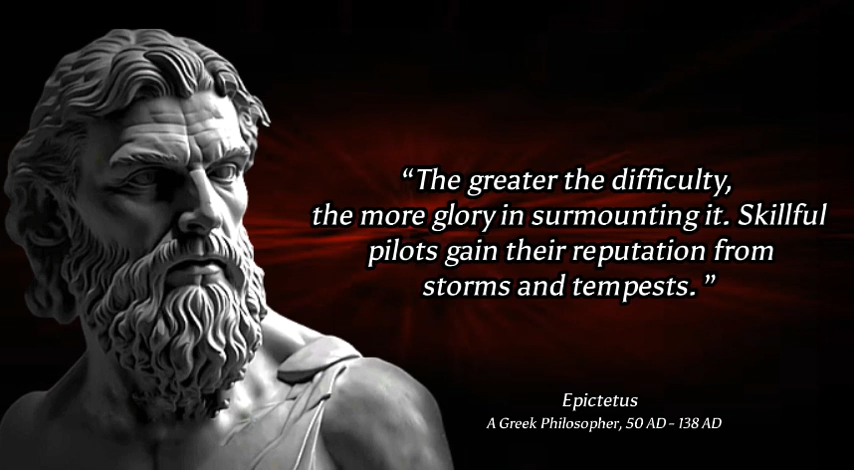 “The greater the difficulty,
the more glory in surmounting it. Skillful
pilots gain their reputation from
storms and tempests. ”
Epictetus
A Greek Philosopher, 50 AD - 138 AD